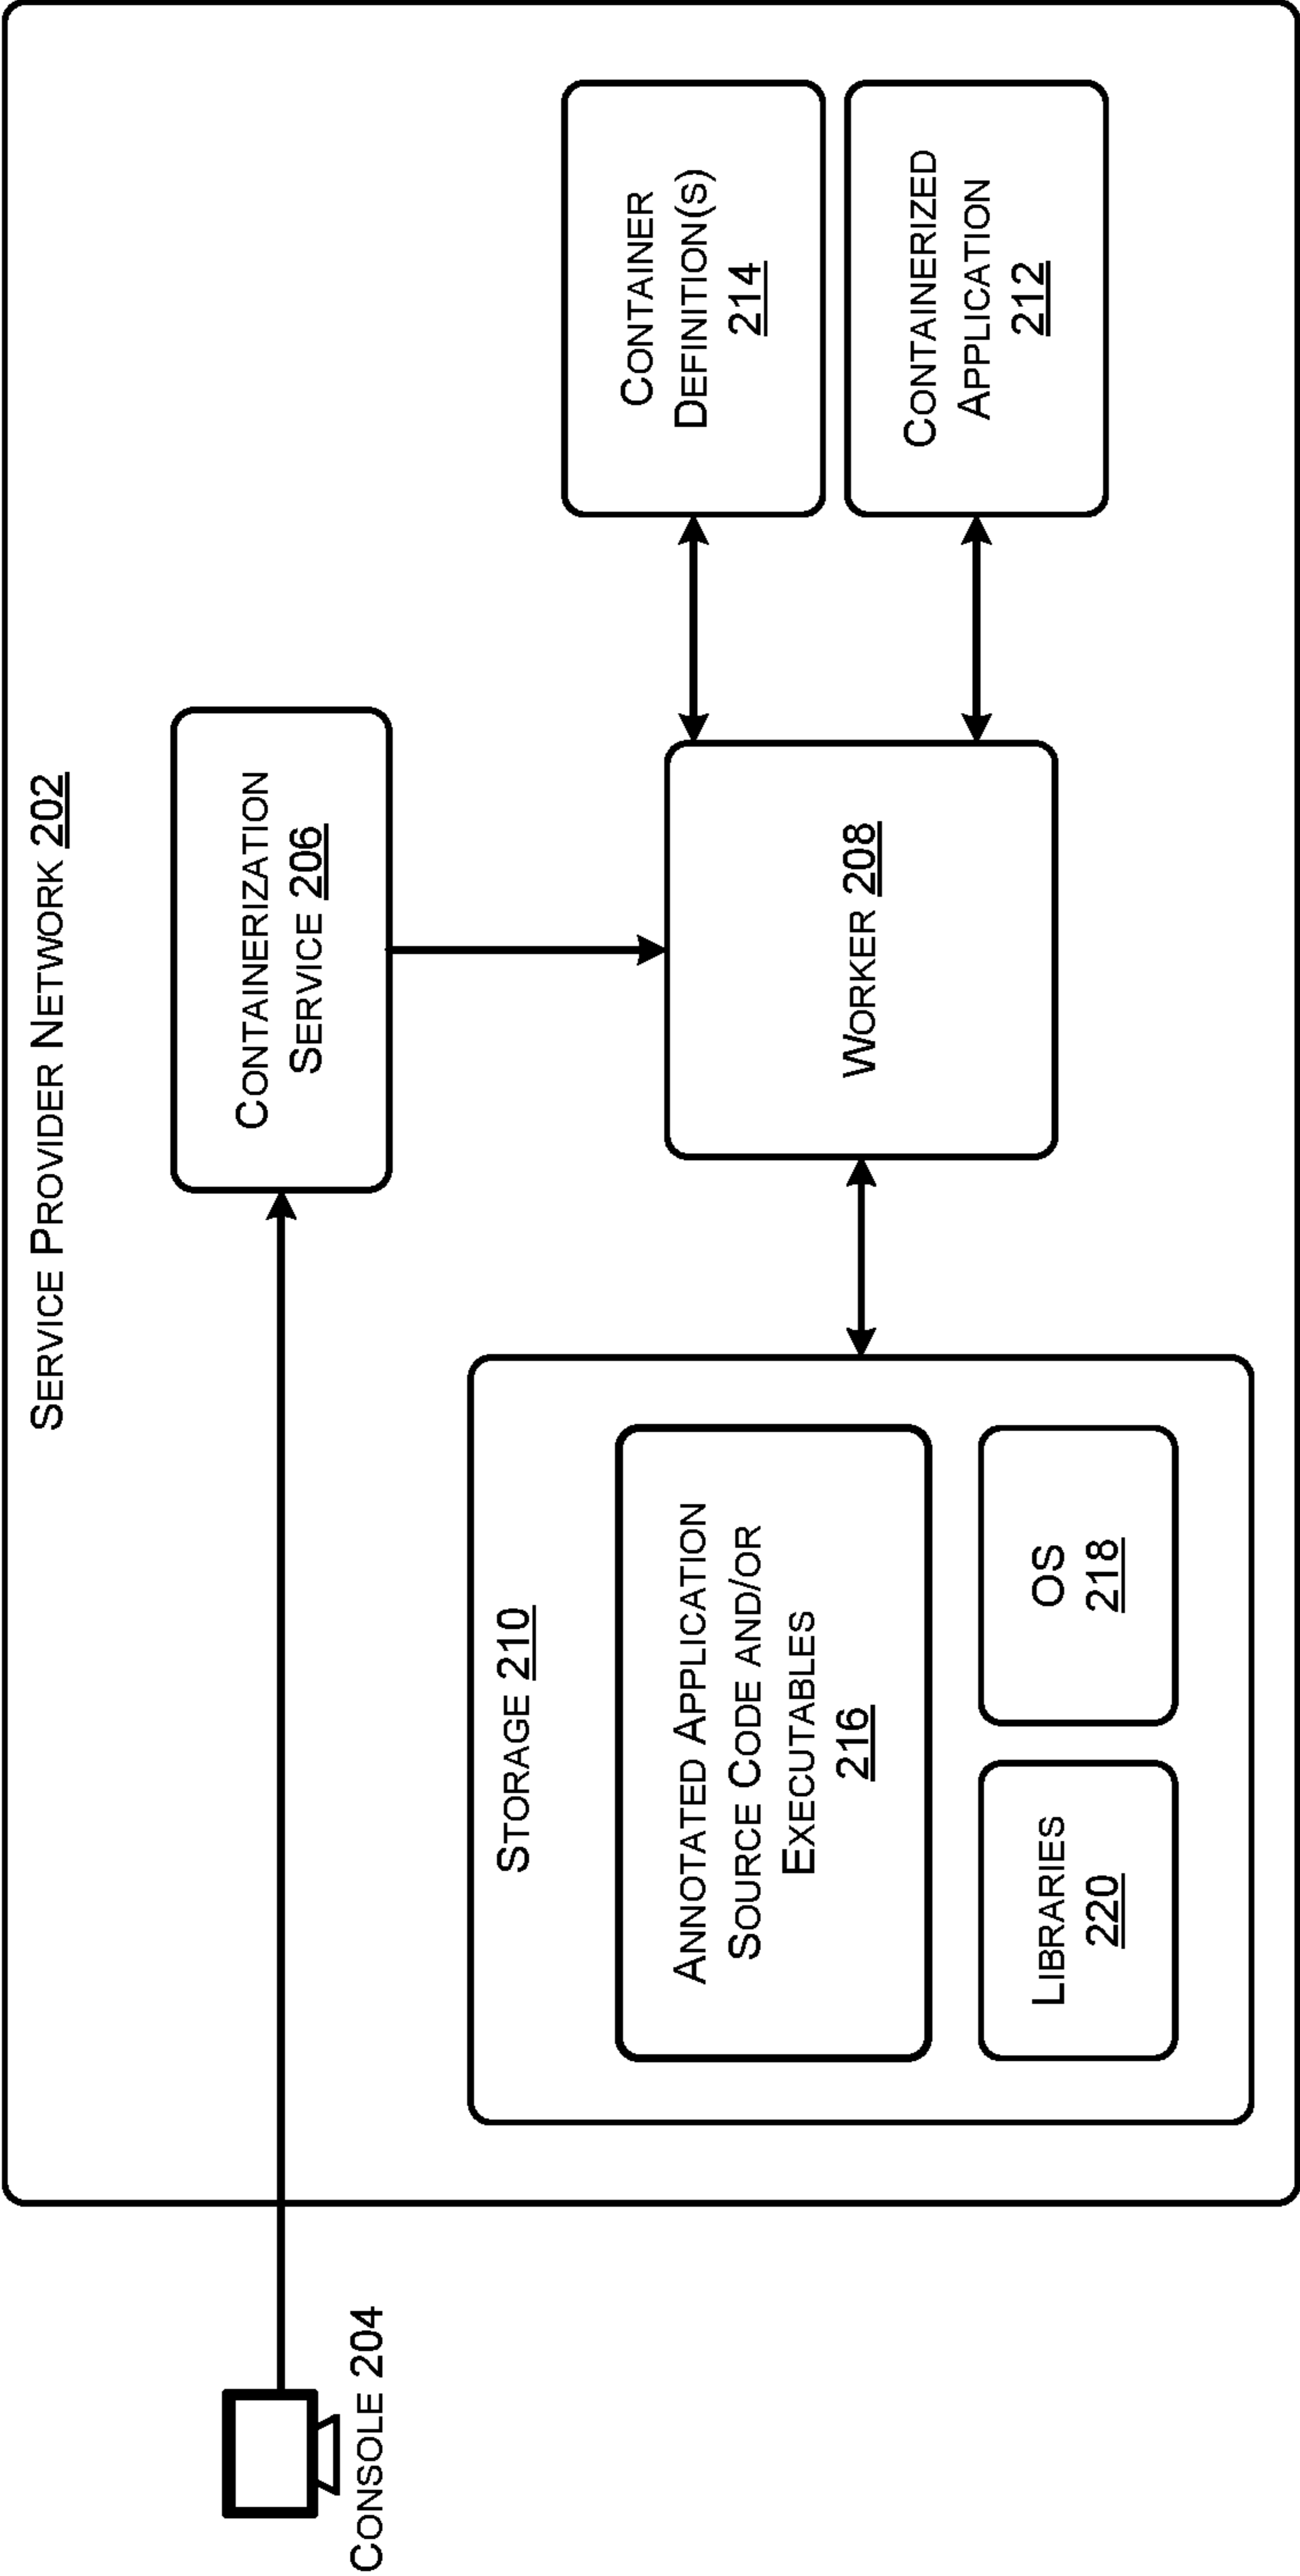 SERVICE PROVIDER NETWORK 202
CONSOLE 204
CONTAINERIZATION
SERVICE 206
STORAGE 210
ANNOTATED APPLICATION
SOURCE CODE AND/OR
EXECUTABLES
216
LIBRARIES
220
OS
218
WORKER 208
CONTAINER
DEFINITION(S)
214
CONTAINERIZED
APPLICATION
212